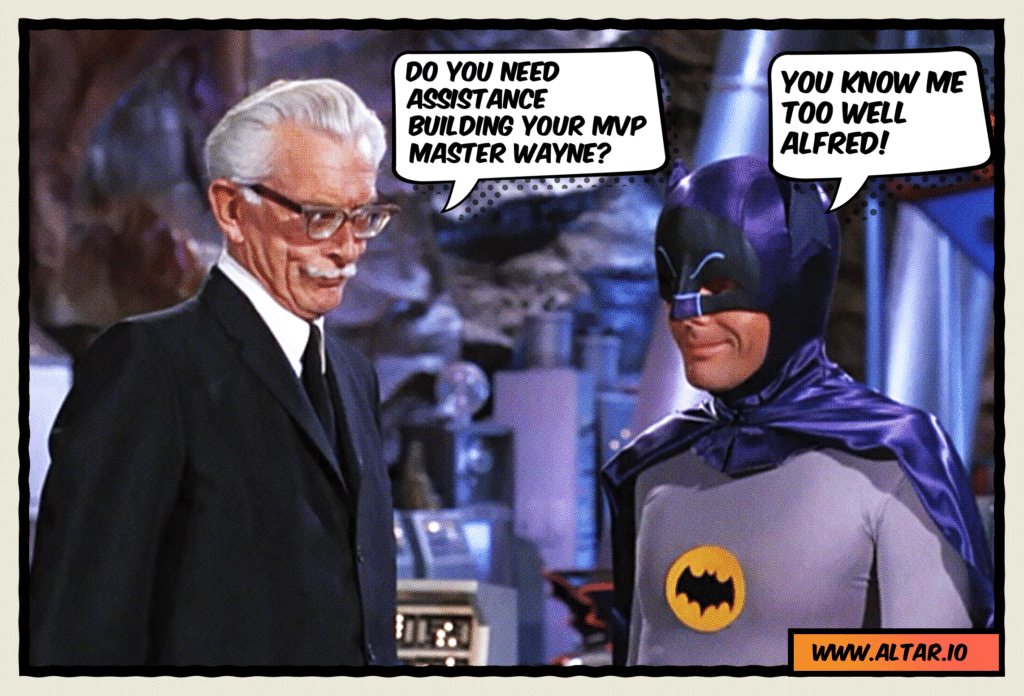 DO YOU NEED
ASSISTANCE
BUILDING YOUR MVP
MASTER WAYNE?
YOU KNOW ME
TOO WELL
ALFRED!
WWW.ALTAR.IO